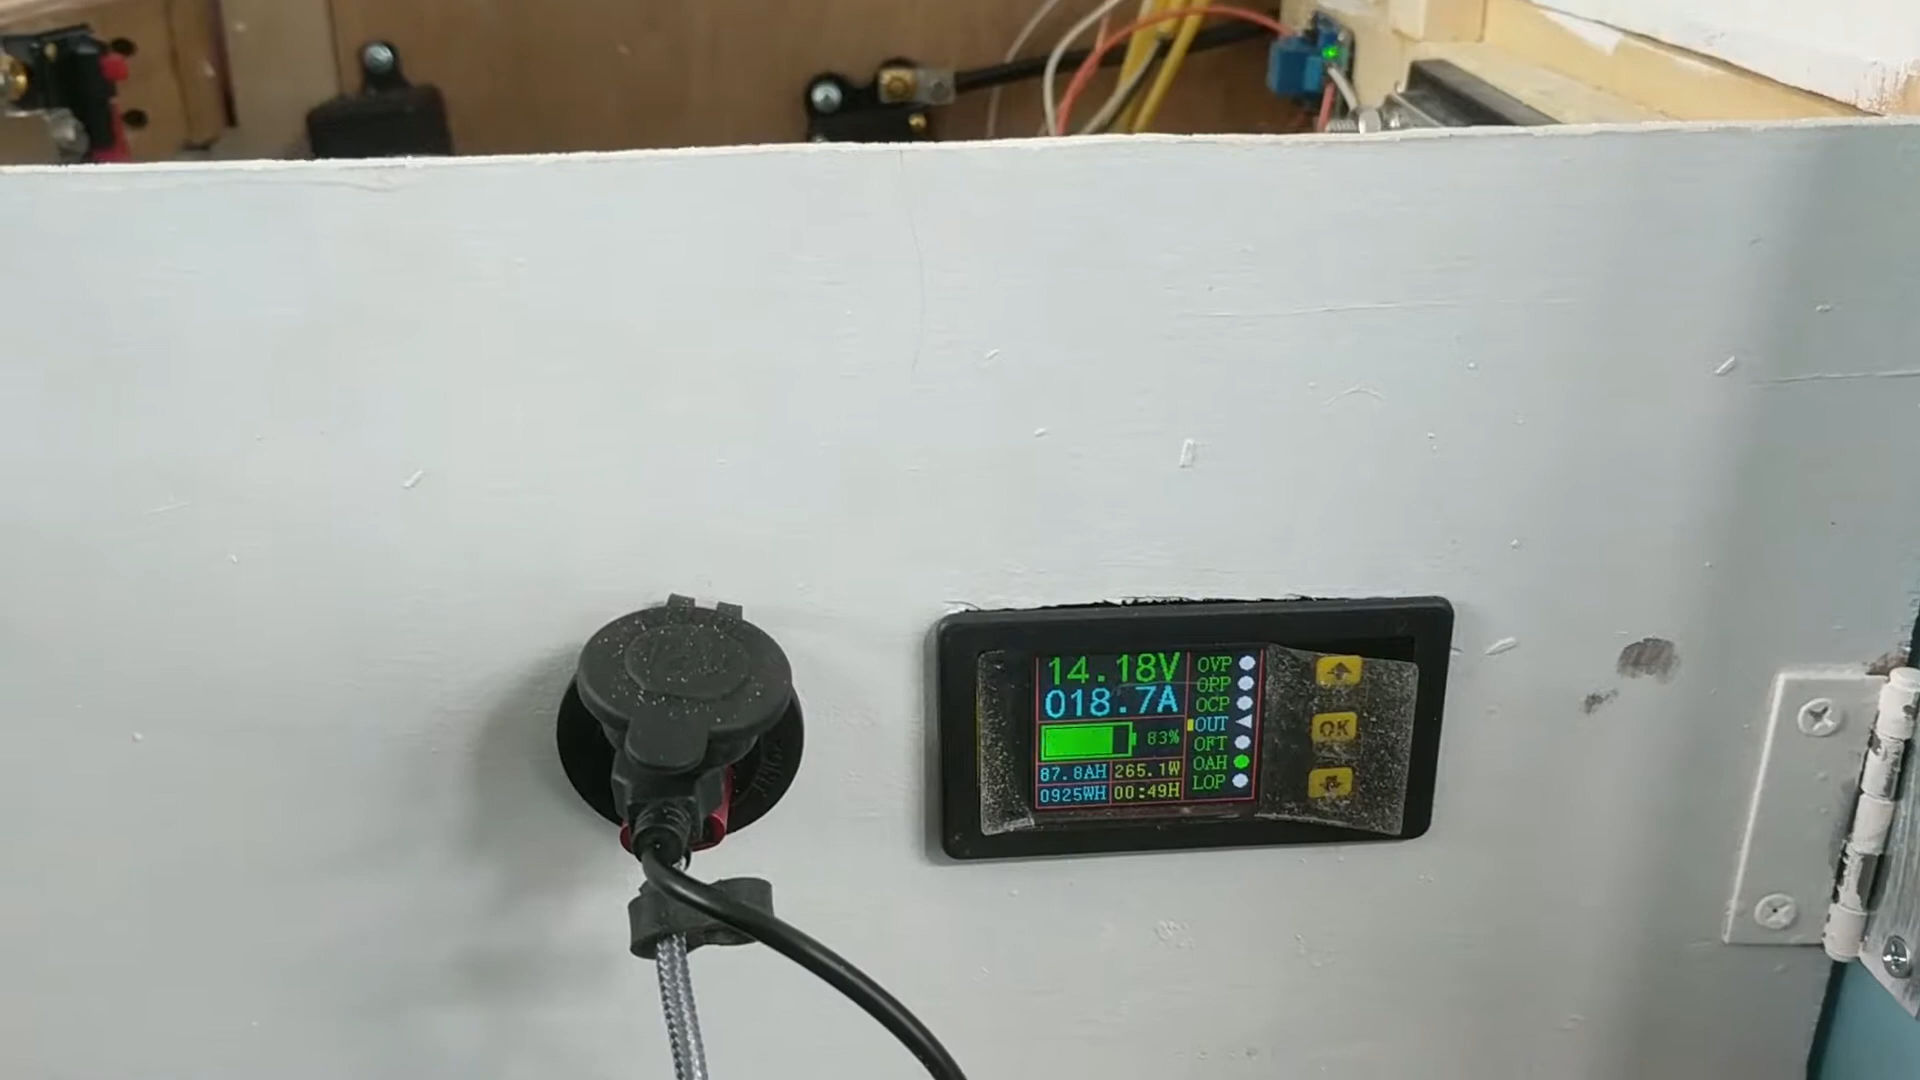 14.18V
018.7A
83%
87.8AH 265.1W
0925WH 00:49H
OVP
OPP
OCP
OUT
OFT
OAH
LOP
OK